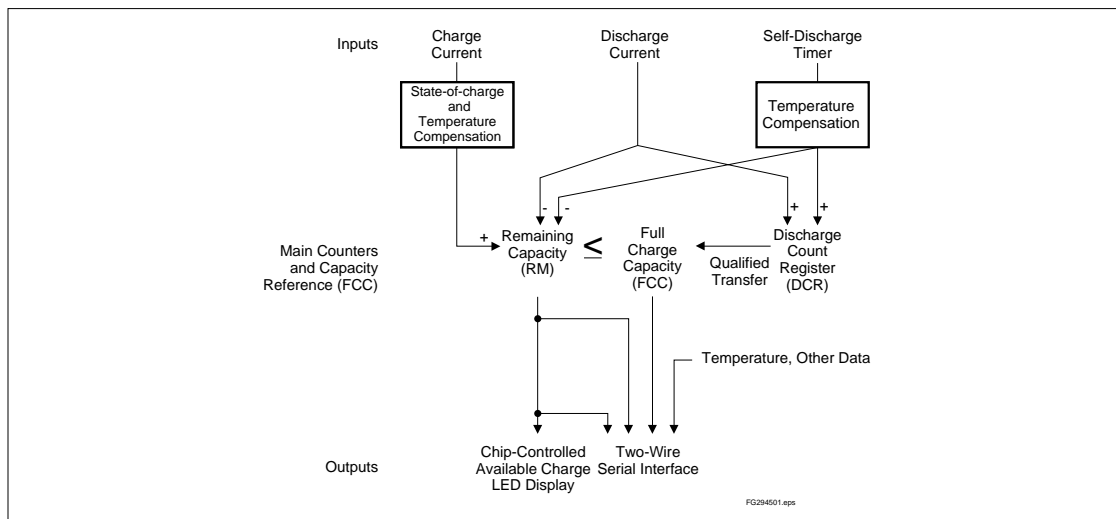 Inputs
Charge
Current
Discharge
Current
Self-Discharge
Timer
State-of-charge
and
Temperature
Compensation
Temperature
Compensation
- - + +
Main Counters
and Capacity
Reference (FCC)
+
Remaining
Capacity
(RM)
≤
Full
Charge
Capacity
(FCC)
Qualified
Transfer
Discharge
Count
Register
(DCR)
Temperature, Other Data
Outputs
Chip-Controlled
Available Charge
LED Display
Two-Wire
Serial Interface
FG294501.eps